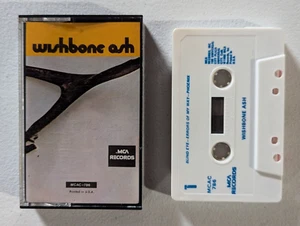 wishbone ash
MCA
RECORDS
MCAC-786
Printed in U.S.A.
BLIND EYE • ERRORS OF MY WAY • PHOENIX
WISHBONE ASH
1
MCAC
786
MCA
RECORDS